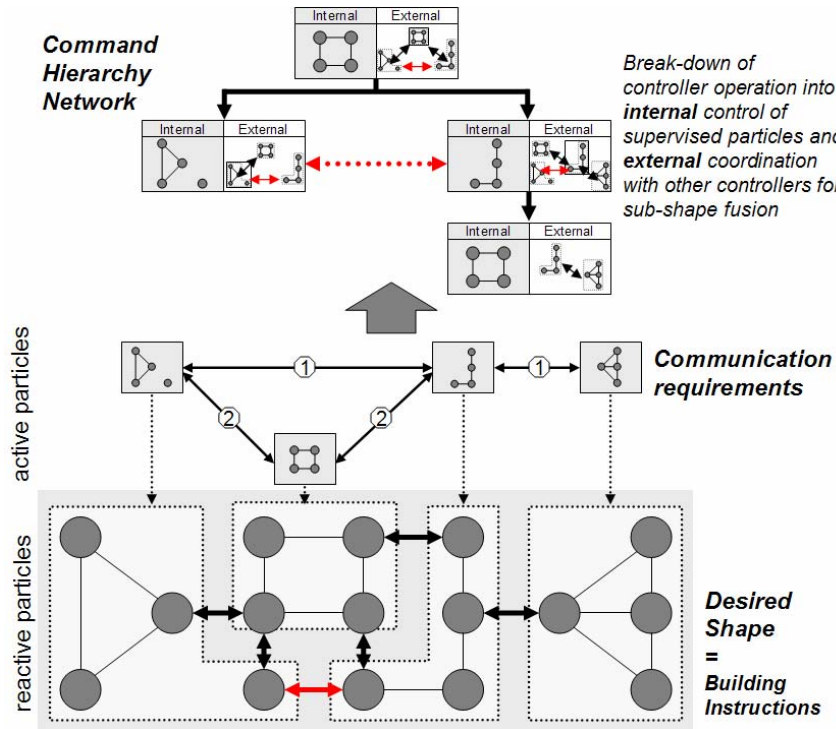 Internal External
Command
Hierarchy
Network
Break-down of
controller operation into
internal control of
supervised particles and
external coordination
with other controllers for
sub-shape fusion
Internal External
Internal External
Internal External
active particles
1
1
2
2
Communication
requirements
reactive particles
Desired
Shape
=
Building
Instructions